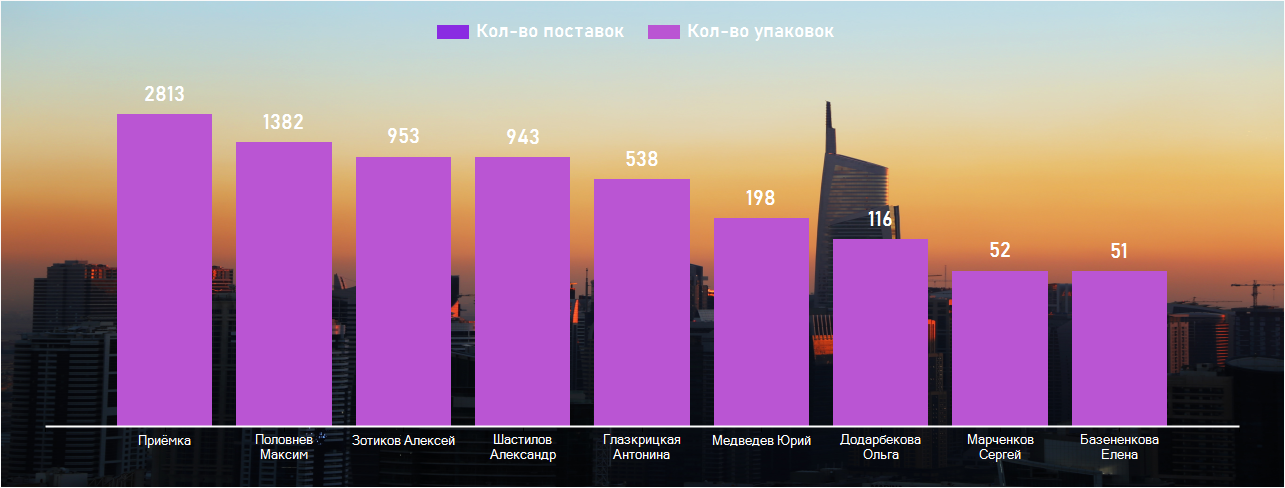 Кол-во поставок Кол-во упаковок
2813
1382
953
943
538
198
116
52
51
Приёмка
Половнев
Максим
Зотиков Алексей
Шастилов
Александр
Глазкрицкая
Антонина
Медведев Юрий
Додарбекова
Ольга
Марченков
Сергей
Базененкова
Елена